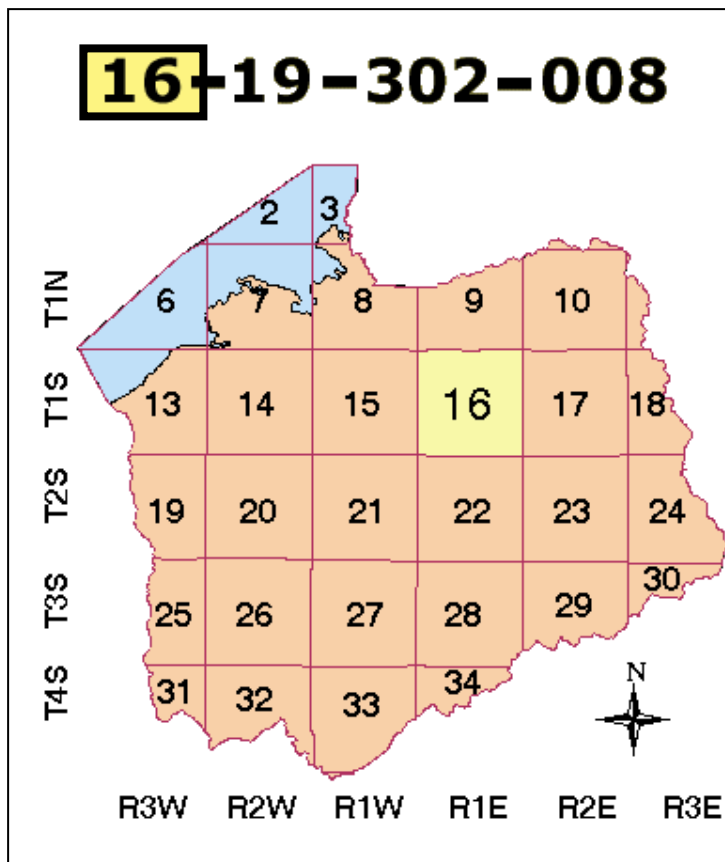 16-19-302-008
2 3
T1N 6 7 8 9 10
T1S 13 14 15 16 17 18
T2S 19 20 21 22 23 24
T3S 25 26 27 28 29 30
T4S 31 32 33 34 N
R3W R2W R1W R1E R2E R3E